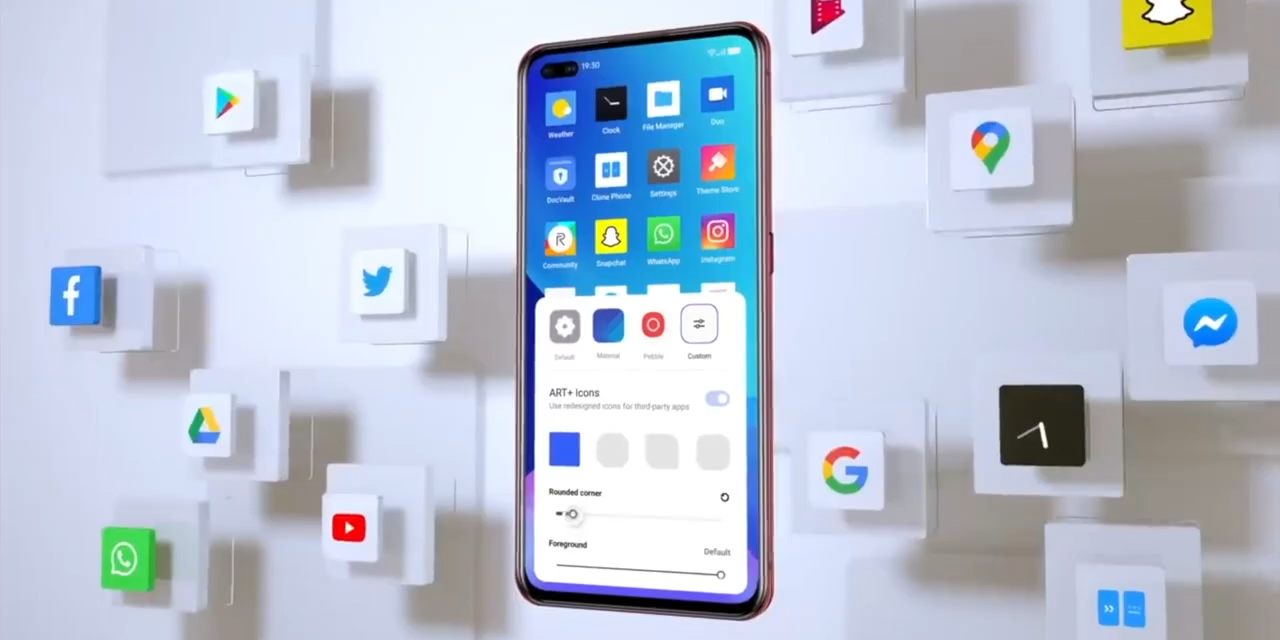 19:30
Weather
Clock
File Manager
Duo
DocVault
Clone Phone
Settings
Theme Store
Community
Snapchat
WhatsApp
Instagram
Default
Material
Pebble
Custom
ART+ icons
Use redesigned icons for third-party apps
Rounded corner
Foreground
Default